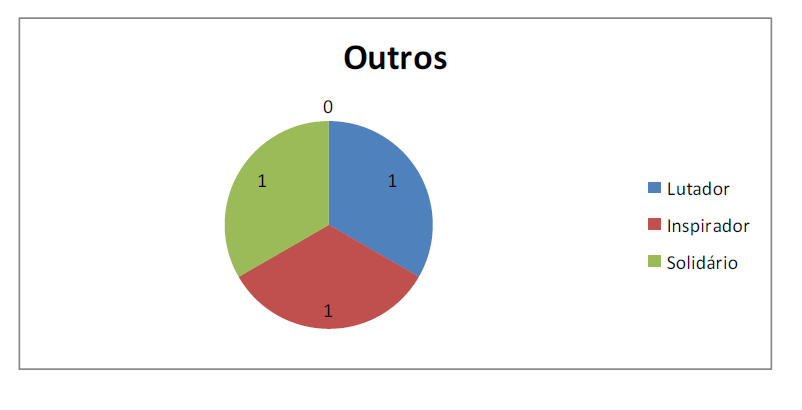 Outros
0
1
1
1
Lutador
Inspirador
Solidário